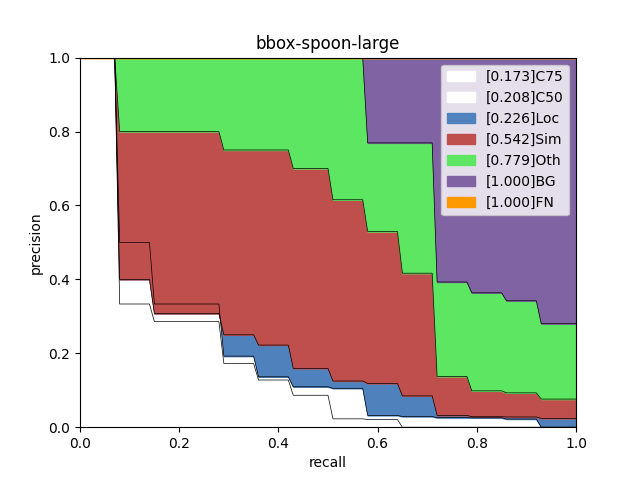 bbox-spoon-large
1.0
0.8
0.6
0.4
0.2
0.0
precision
[0.173]C75
[0.208]C50
[0.226]Loc
[0.542]Sim
[0.779]Oth
[1.000]BG
[1.000]FN
0.0 0.2 0.4 0.6 0.8 1.0
recall